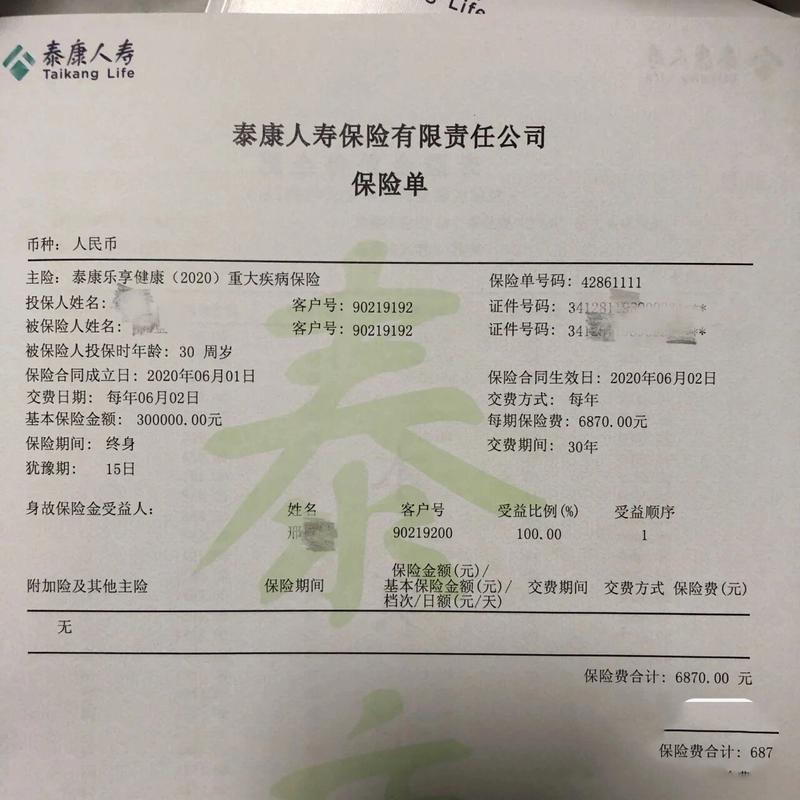 Life
泰康人寿
Taikang Life
泰康人寿保险有限责任公司
保险单
币种: 人民币
主险: 泰康乐享健康（2020）重大疾病保险 保险单号码: 42861111
投保人姓名: 客户号: 90219192 证件号码:
被保险人姓名: 客户号: 90219192 证件号码:
被保险人投保时年龄: 30 周岁
保险合同成立日: 2020年06月01日 保险合同生效日: 2020年06月02日
交费日期: 每年06月02日 交费方式: 每年
基本保险金额: 300000.00元 每期保险费: 6870.00元
保险期间: 终身 交费期间: 30年
犹豫期: 15日
身故保险金受益人: 姓名 客户号 受益比例(%) 受益顺序
邢 90219200 100.00 1
附加险及其他主险 保险期间 保险金额(元)/基本保险金额(元)/档次/日额(元/天) 交费期间 交费方式 保险费(元)
无
保险费合计: 6870.00 元
保险费合计: 687